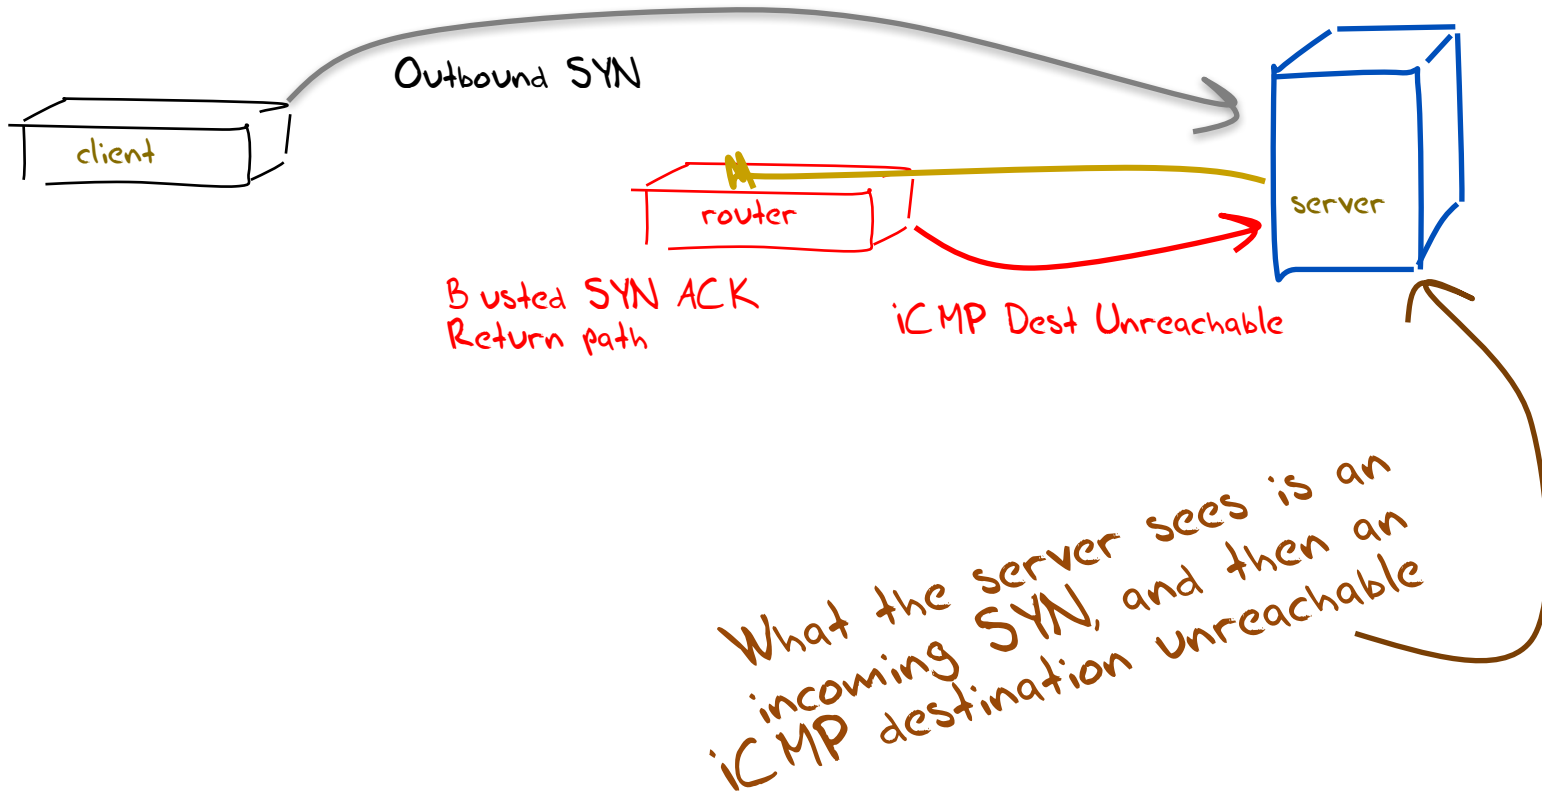 Outbound SYN
client
server
router
Busted SYN ACK
Return path
iCMP Dest Unreachable
What the server sees is an
incoming SYN, and then an
iCMP destination unreachable